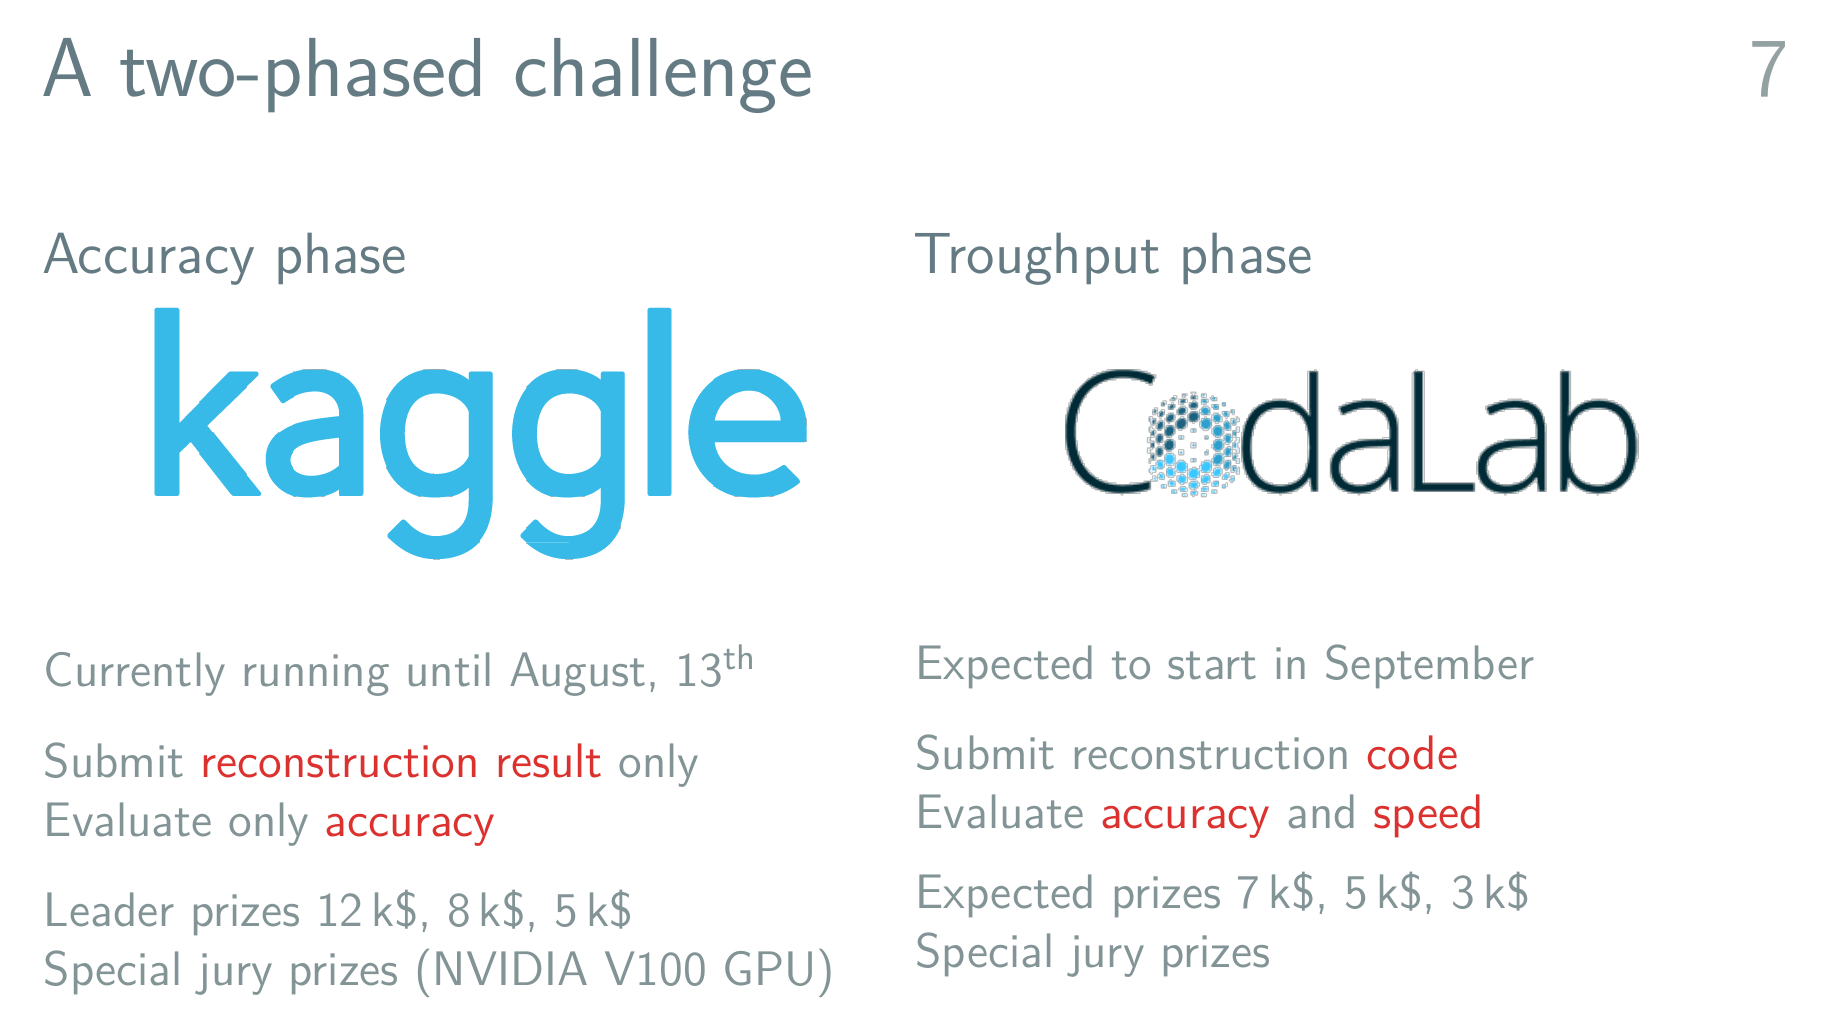 A two-phased challenge
7
Accuracy phase
kaggle
Currently running until August, 13th
Submit reconstruction result only
Evaluate only accuracy
Leader prizes 12 k$, 8 k$, 5 k$
Special jury prizes (NVIDIA V100 GPU)
Troughput phase
CodaLab
Expected to start in September
Submit reconstruction code
Evaluate accuracy and speed
Expected prizes 7 k$, 5 k$, 3 k$
Special jury prizes